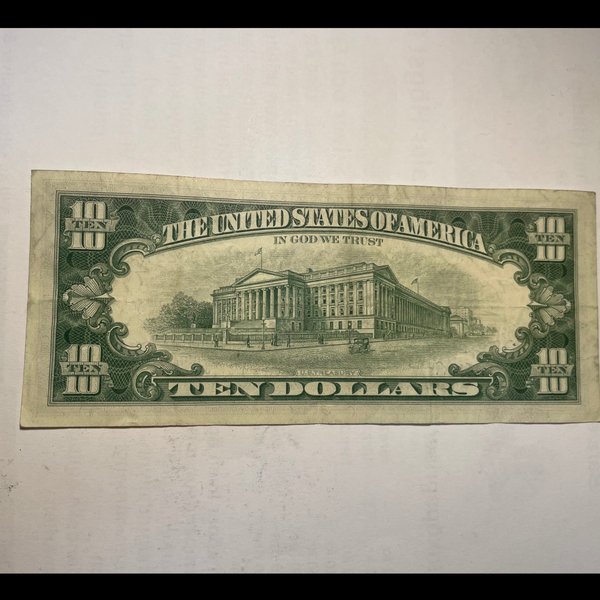 10 TEN
THE UNITED STATES OF AMERICA
10 TEN
IN GOD WE TRUST
U.S. TREASURY
10 TEN
TEN DOLLARS
10 TEN